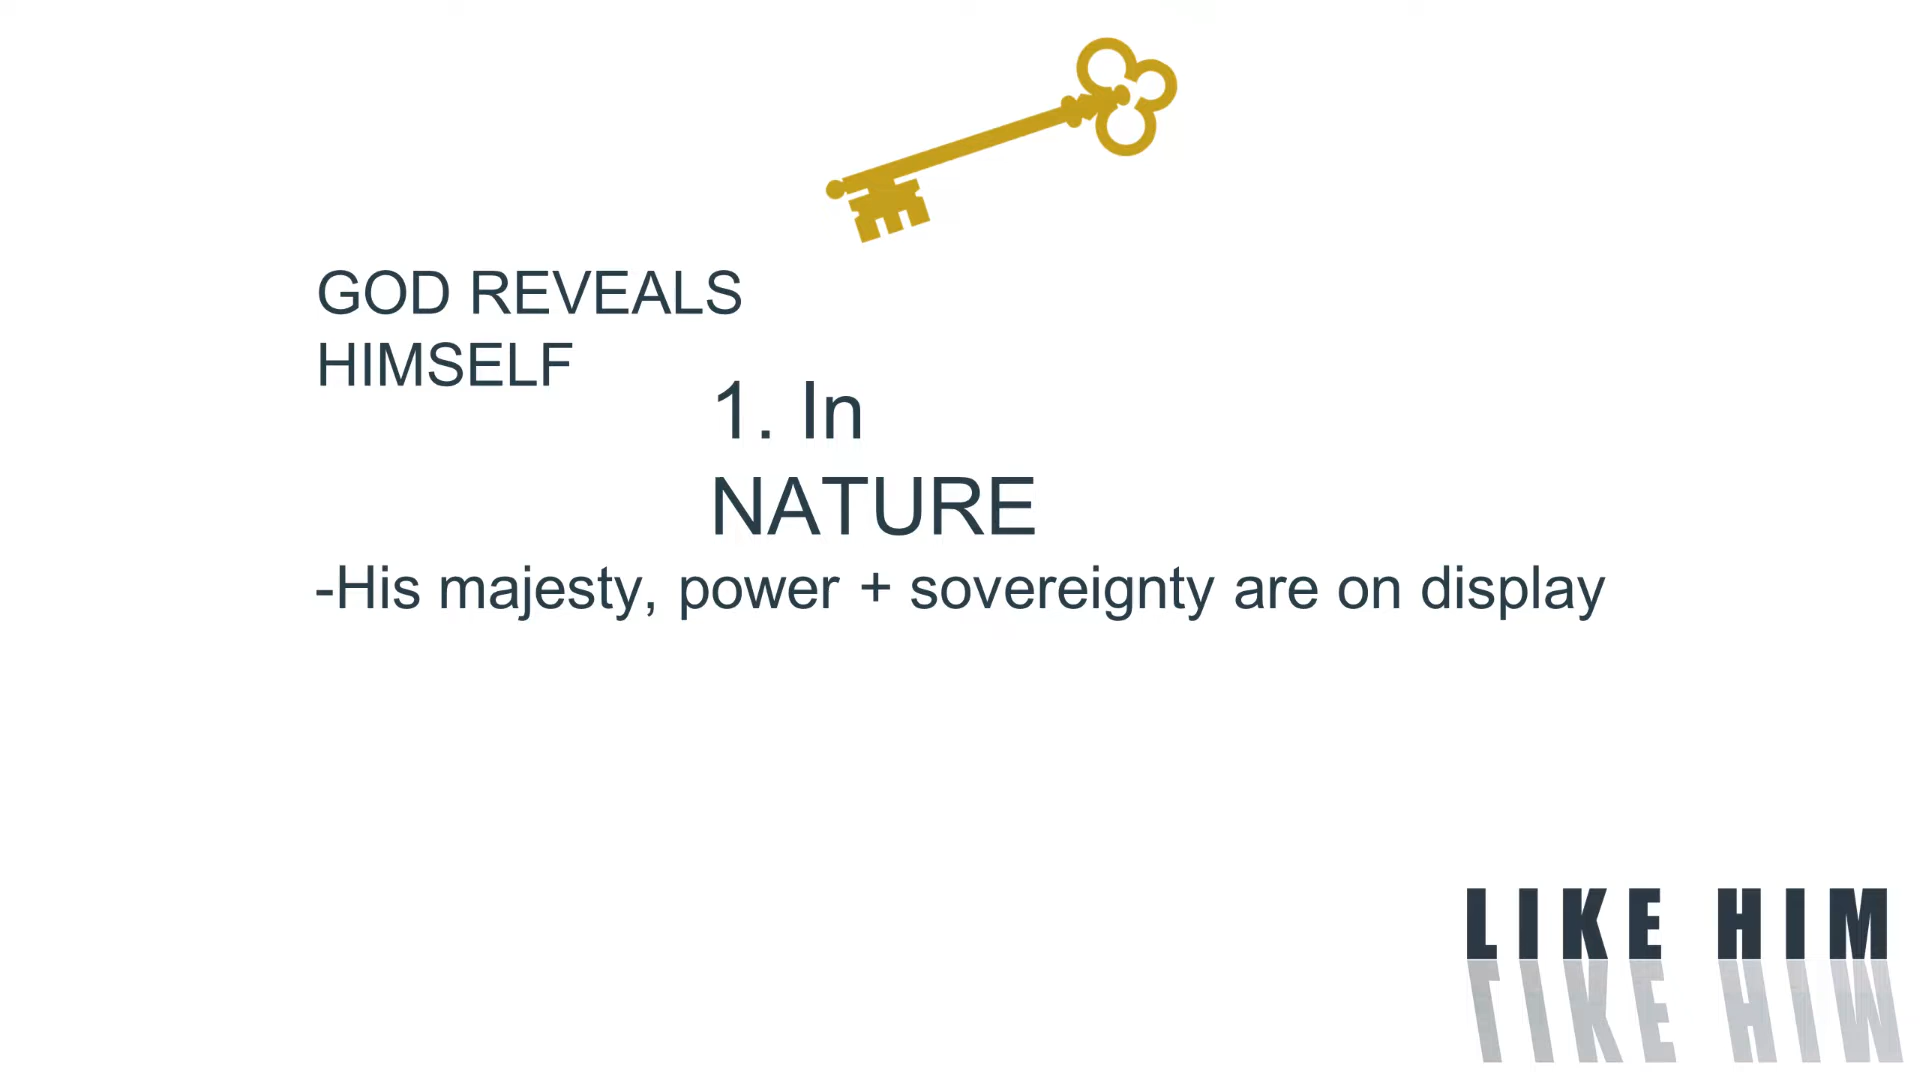 GOD REVEALS
HIMSELF
1. In
NATURE
-His majesty, power + sovereignty are on display
LIKE HIM